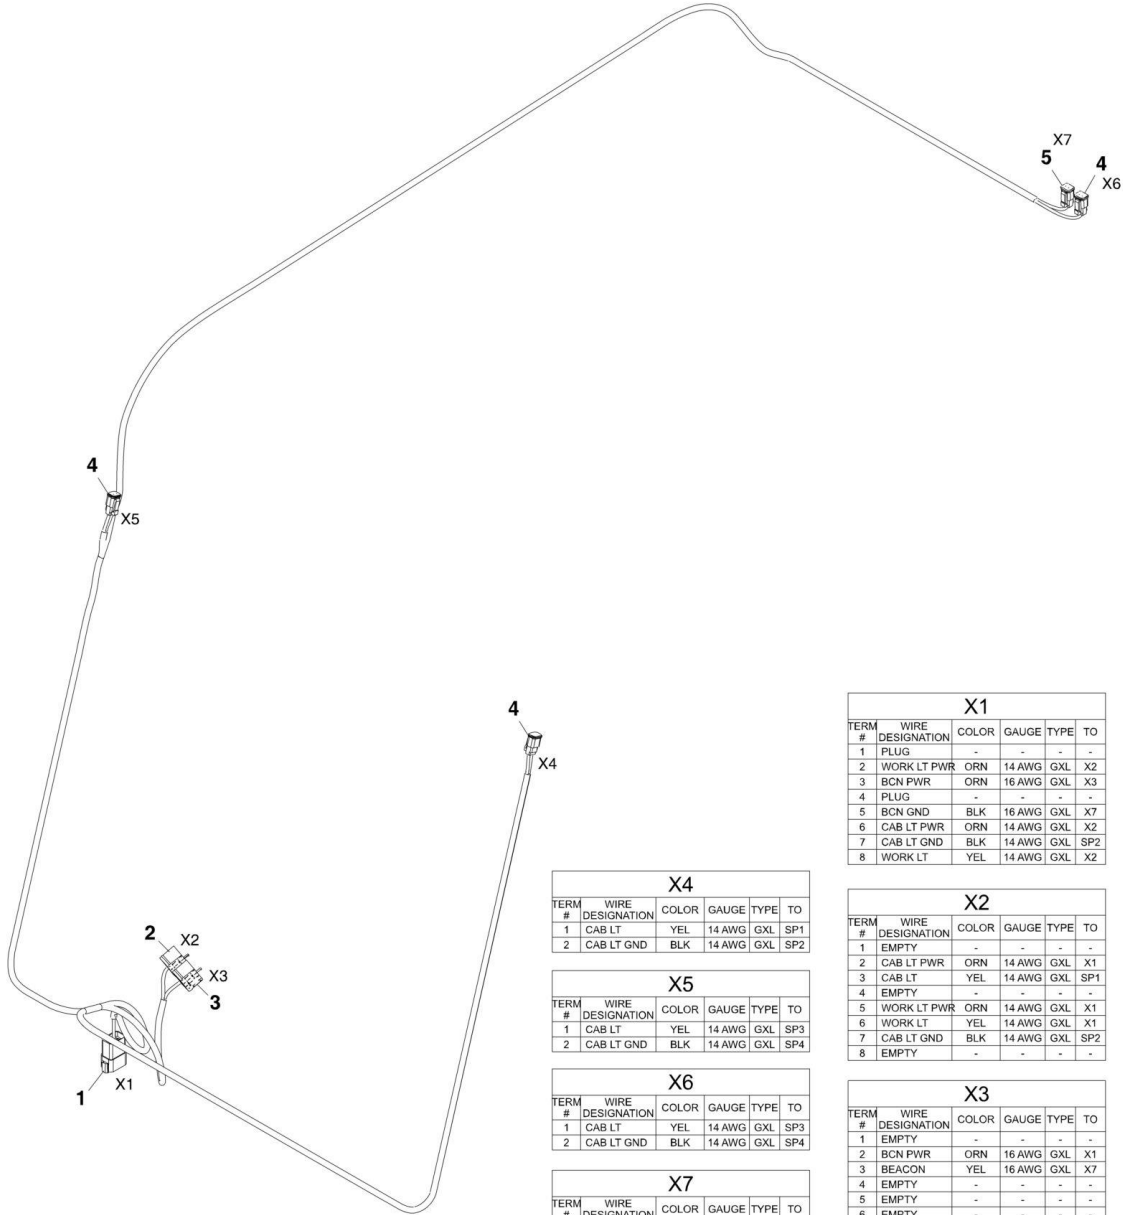 X7
5 4
X6
4
X5
4
X4
2 X2
X3
3
X1
1
X1
TERM # WIRE DESIGNATION COLOR GAUGE TYPE TO
1 PLUG - - - -
2 WORK LT PWR ORN 14 AWG GXL X2
3 BCN PWR ORN 16 AWG GXL X3
4 PLUG - - - -
5 BCN GND BLK 16 AWG GXL X7
6 CAB LT PWR ORN 14 AWG GXL X2
7 CAB LT GND BLK 14 AWG GXL SP2
8 WORK LT YEL 14 AWG GXL X2
X4
TERM # WIRE DESIGNATION COLOR GAUGE TYPE TO
1 CAB LT YEL 14 AWG GXL SP1
2 CAB LT GND BLK 14 AWG GXL SP2
X2
TERM # WIRE DESIGNATION COLOR GAUGE TYPE TO
1 EMPTY - - - -
2 CAB LT PWR ORN 14 AWG GXL X1
3 CAB LT YEL 14 AWG GXL SP1
4 EMPTY - - - -
5 WORK LT PWR ORN 14 AWG GXL X1
6 WORK LT YEL 14 AWG GXL X1
7 CAB LT GND BLK 14 AWG GXL SP2
8 EMPTY - - - -
X5
TERM # WIRE DESIGNATION COLOR GAUGE TYPE TO
1 CAB LT YEL 14 AWG GXL SP3
2 CAB LT GND BLK 14 AWG GXL SP4
X6
TERM # WIRE DESIGNATION COLOR GAUGE TYPE TO
1 CAB LT YEL 14 AWG GXL SP3
2 CAB LT GND BLK 14 AWG GXL SP4
X3
TERM # WIRE DESIGNATION COLOR GAUGE TYPE TO
1 EMPTY - - - -
2 BCN PWR ORN 16 AWG GXL X1
3 BEACON YEL 16 AWG GXL X7
4 EMPTY - - - -
5 EMPTY - - - -
6 EMPTY - - - -
X7
TERM # WIRE DESIGNATION COLOR GAUGE TYPE TO